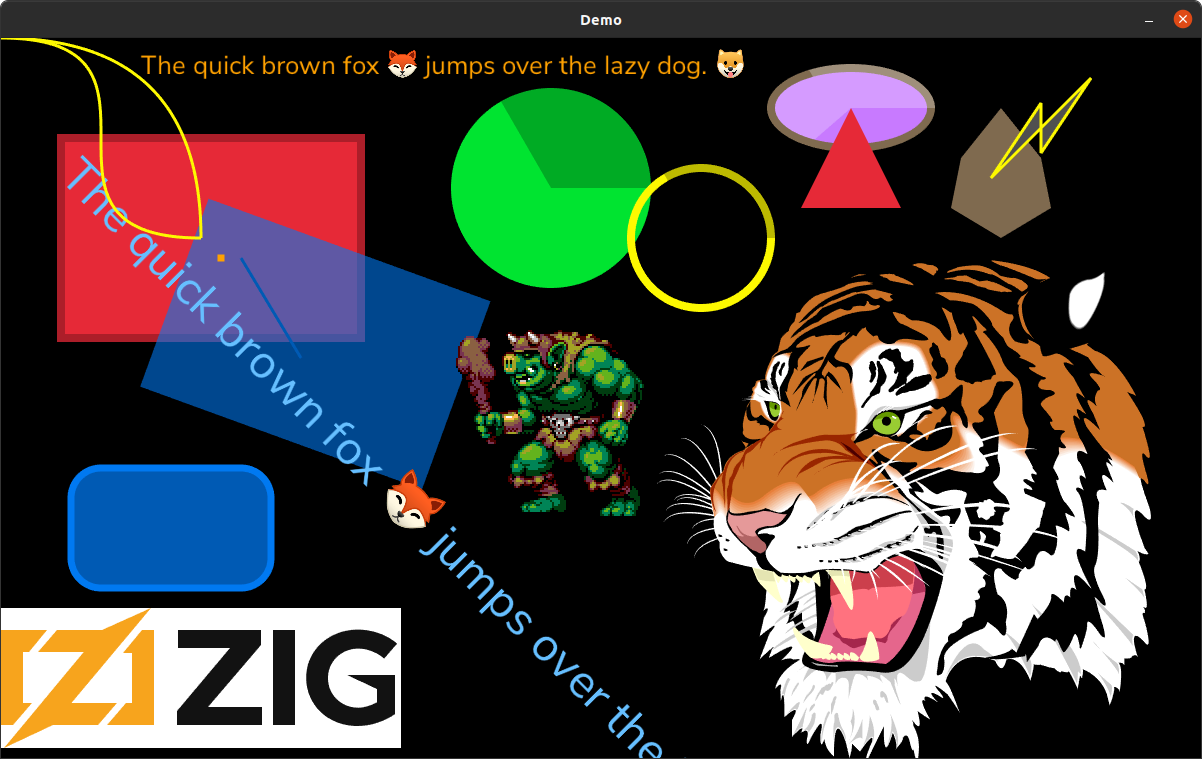 Demo
The quick brown fox 🦊 jumps over the lazy dog. 🐶
The quick brown fox 🦊 jumps over the
ZIG